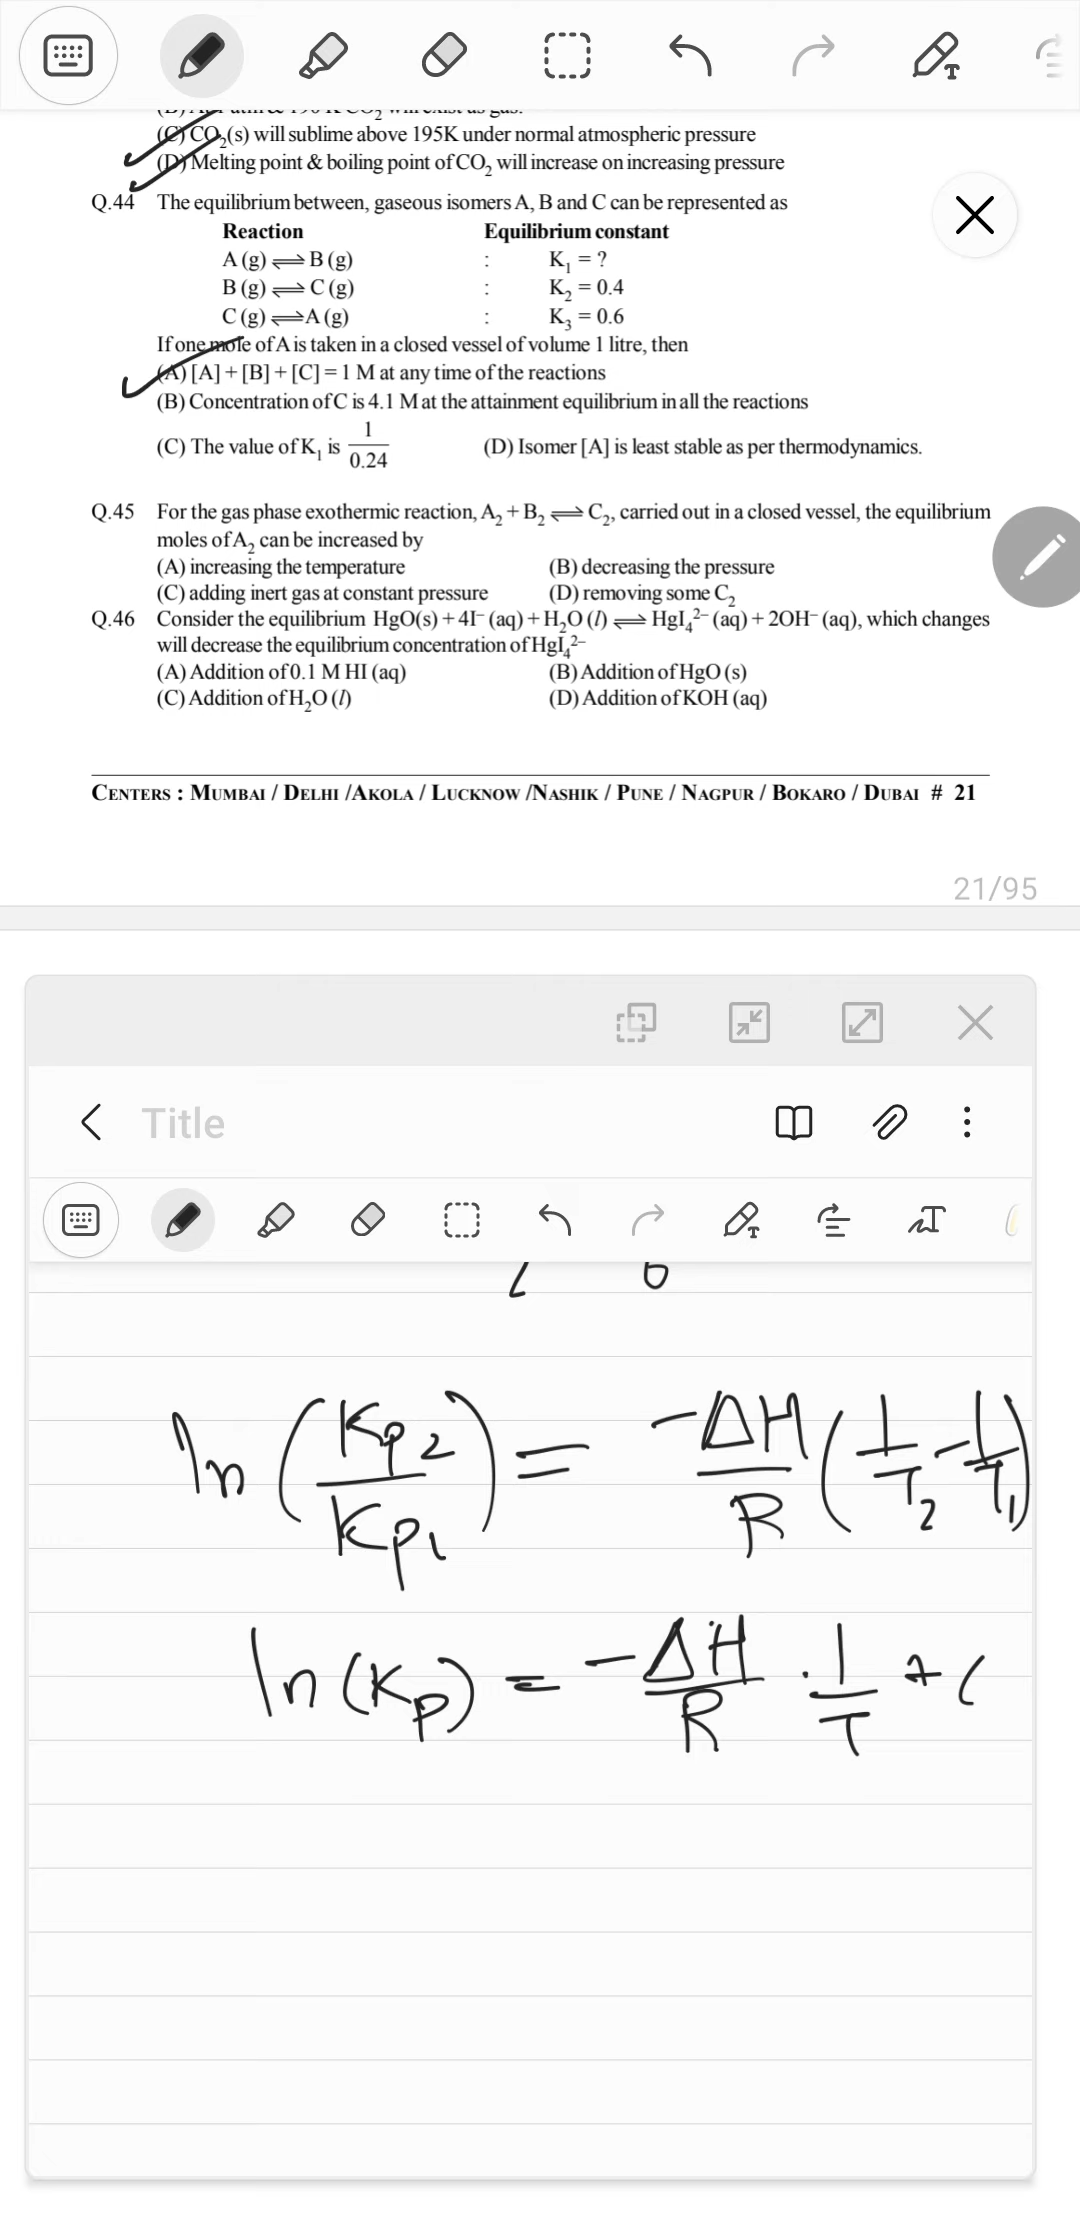 (C) CO₂(s) will sublime above 195K under normal atmospheric pressure
(D) Melting point & boiling point of CO₂ will increase on increasing pressure
Q.44 The equilibrium between, gaseous isomers A, B and C can be represented as
Reaction Equilibrium constant
A (g) ⇌ B (g) : K₁ = ?
B (g) ⇌ C (g) : K₂ = 0.4
C (g) ⇌ A (g) : K₃ = 0.6
If one mole of A is taken in a closed vessel of volume 1 litre, then
(A) [A] + [B] + [C] = 1 M at any time of the reactions
(B) Concentration of C is 4.1 M at the attainment equilibrium in all the reactions
(C) The value of K₁ is 1/0.24 (D) Isomer [A] is least stable as per thermodynamics.
Q.45 For the gas phase exothermic reaction, A₂ + B₂ ⇌ C₂, carried out in a closed vessel, the equilibrium
moles of A₂ can be increased by
(A) increasing the temperature (B) decreasing the pressure
(C) adding inert gas at constant pressure (D) removing some C₂
Q.46 Consider the equilibrium HgO(s) + 4I⁻ (aq) + H₂O (l) ⇌ HgI₄²⁻ (aq) + 2OH⁻ (aq), which changes
will decrease the equilibrium concentration of HgI₄²⁻
(A) Addition of 0.1 M HI (aq) (B) Addition of HgO (s)
(C) Addition of H₂O (l) (D) Addition of KOH (aq)
CENTERS : MUMBAI / DELHI /AKOLA / LUCKNOW /NASHIK / PUNE / NAGPUR / BOKARO / DUBAI # 21
21/95
Title
ln (Kp₂/Kp₁) = -ΔH/R (1/T₂ - 1/T₁)
ln (Kp) = -ΔH/R . 1/T + C